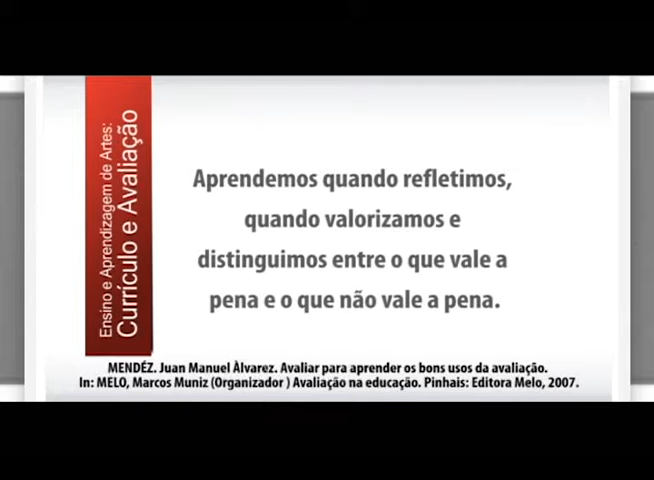 Ensino e Aprendizagem de Artes:
Currículo e Avaliação
Aprendemos quando refletimos,
quando valorizamos e
distinguimos entre o que vale a
pena e o que não vale a pena.
MENDÉZ. Juan Manuel Àlvarez. Avaliar para aprender os bons usos da avaliação.
In: MELO, Marcos Muniz (Organizador ) Avaliação na educação. Pinhais: Editora Melo, 2007.